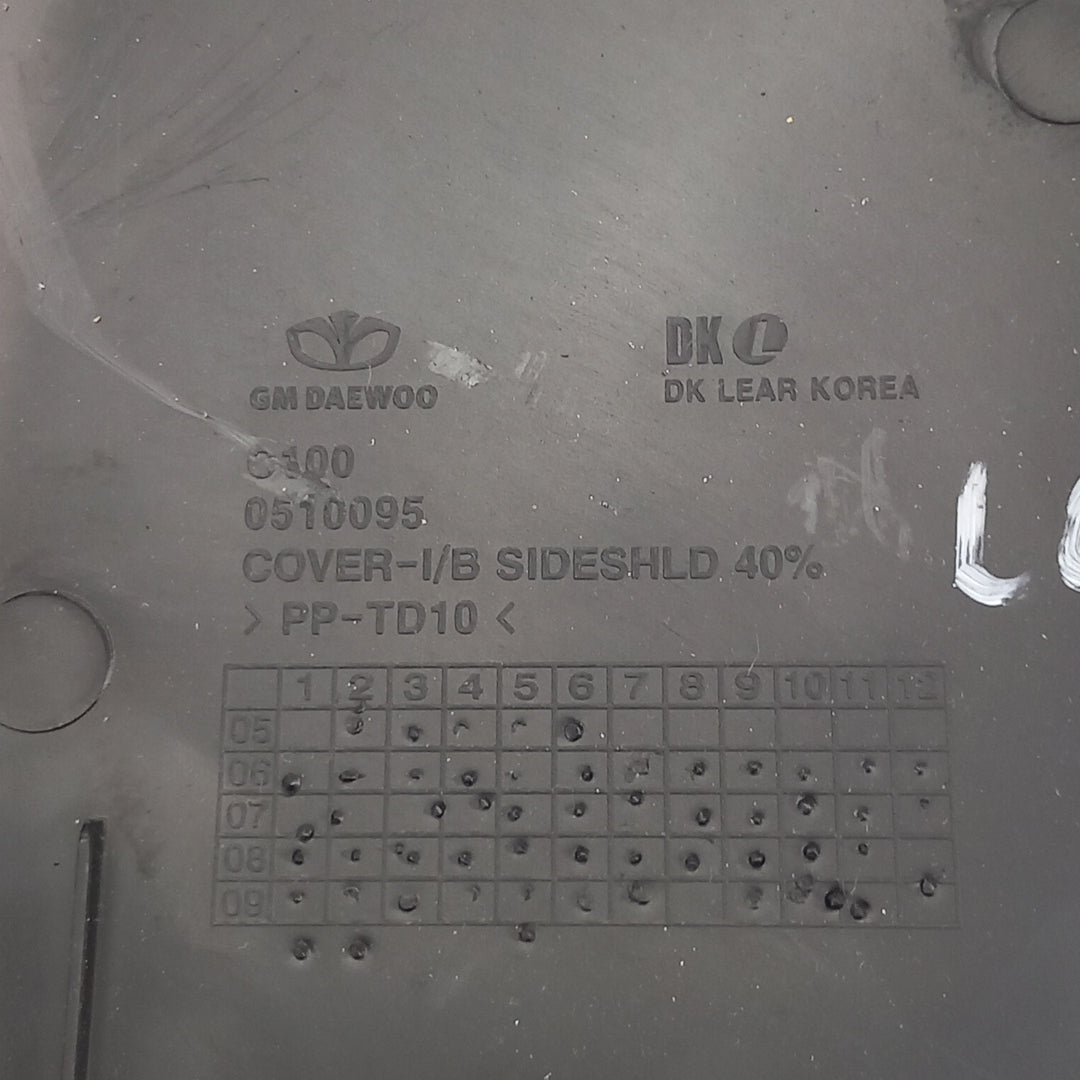 GM DAEWOO
DK L
DK LEAR KOREA
C100
0510095
COVER-I/B SIDESHLD 40%
> PP-TD10 <
L
1 2 3 4 5 6 7 8 9 10 11 12
05
06
07
08
09